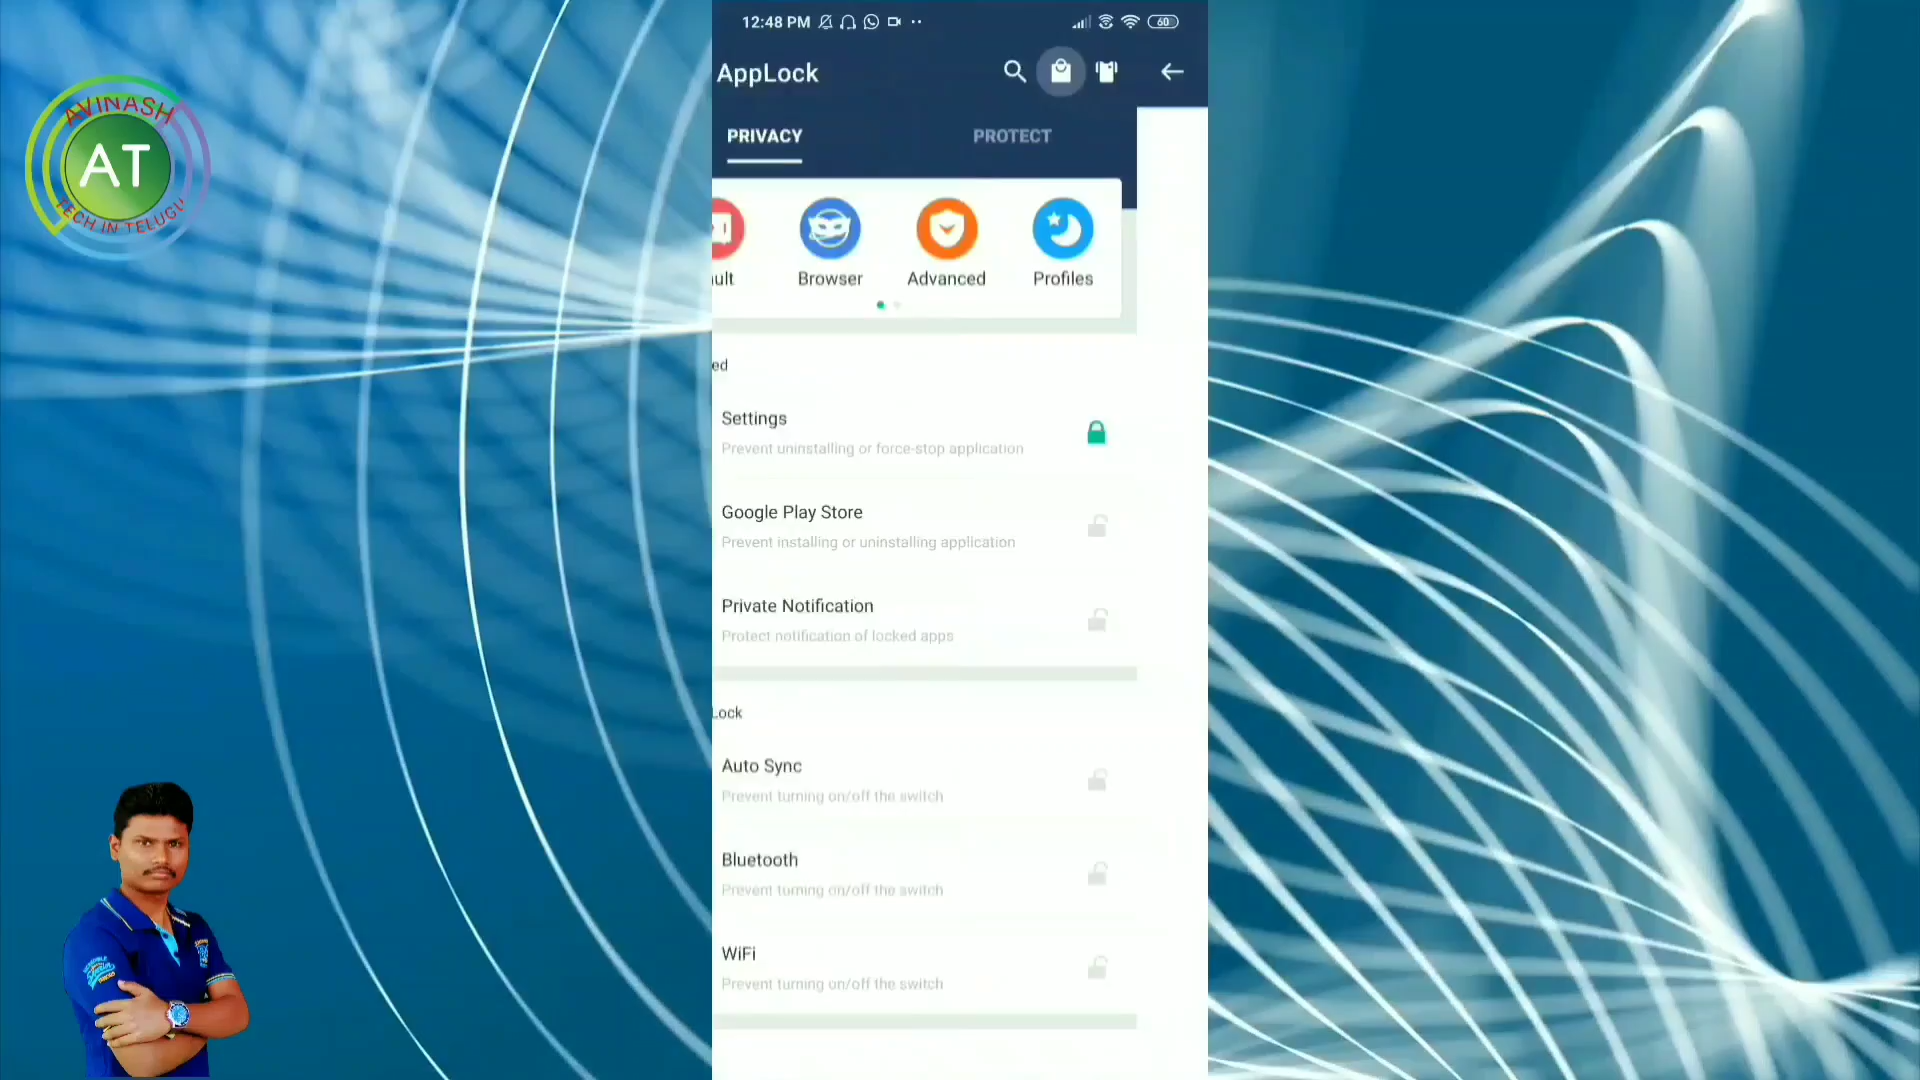 AVINASH
AT
TECH IN TELUGU
12:48 PM
60
AppLock
PRIVACY
PROTECT
ult
Browser
Advanced
Profiles
ed
Settings
Prevent uninstalling or force-stop application
Google Play Store
Prevent installing or uninstalling application
Private Notification
Protect notification of locked apps
Lock
Auto Sync
Prevent turning on/off the switch
Bluetooth
Prevent turning on/off the switch
WiFi
Prevent turning on/off the switch